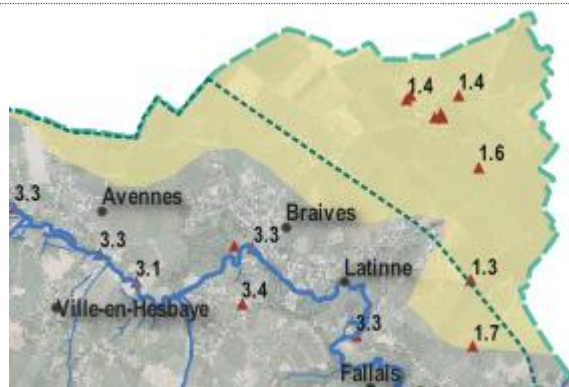 1.4 1.4
1.6
3.3 Avennes
Braives
3.3 3.3
3.1 Latinne 1.3
Ville-en-Hesbaye 3.4
3.3 1.7
Fallais